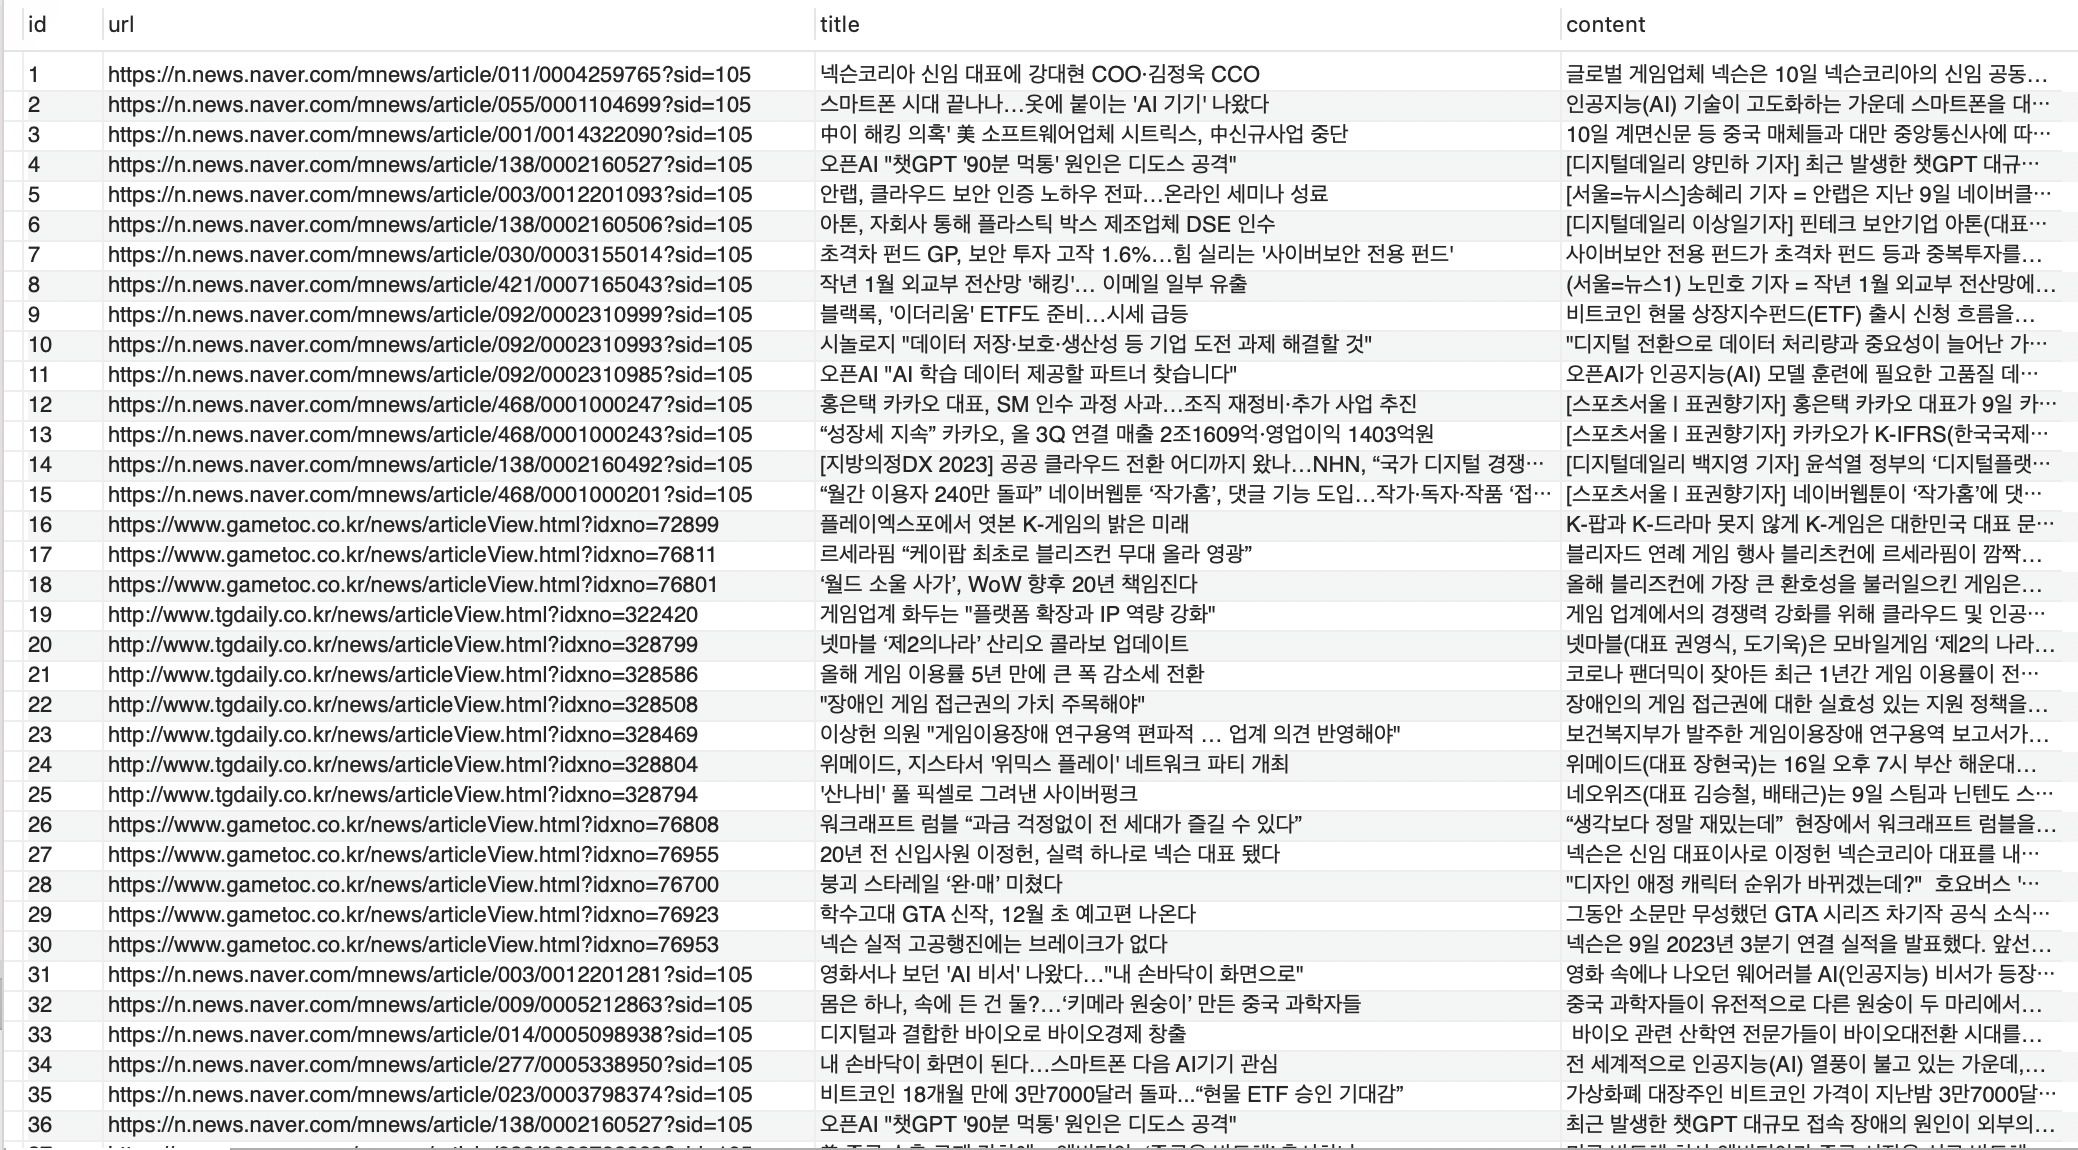 id url title content
1 https://n.news.naver.com/mnews/article/011/0004259765?sid=105 넥슨코리아 신임 대표에 강대현 COO·김정욱 CCO 글로벌 게임업체 넥슨은 10일 넥슨코리아의 신임 공동…
2 https://n.news.naver.com/mnews/article/055/0001104699?sid=105 스마트폰 시대 끝나나…옷에 붙이는 'AI 기기' 나왔다 인공지능(AI) 기술이 고도화하는 가운데 스마트폰을 대…
3 https://n.news.naver.com/mnews/article/001/0014322090?sid=105 中이 해킹 의혹' 美 소프트웨어업체 시트릭스, 中신규사업 중단 10일 계면신문 등 중국 매체들과 대만 중앙통신사에 따…
4 https://n.news.naver.com/mnews/article/138/0002160527?sid=105 오픈AI "챗GPT '90분 먹통' 원인은 디도스 공격" [디지털데일리 양민하 기자] 최근 발생한 챗GPT 대규…
5 https://n.news.naver.com/mnews/article/003/0012201093?sid=105 안랩, 클라우드 보안 인증 노하우 전파…온라인 세미나 성료 [서울=뉴시스]송혜리 기자 = 안랩은 지난 9일 네이버클…
6 https://n.news.naver.com/mnews/article/138/0002160506?sid=105 아톤, 자회사 통해 플라스틱 박스 제조업체 DSE 인수 [디지털데일리 이상일기자] 핀테크 보안기업 아톤(대표…
7 https://n.news.naver.com/mnews/article/030/0003155014?sid=105 초격차 펀드 GP, 보안 투자 고작 1.6%…힘 실리는 '사이버보안 전용 펀드' 사이버보안 전용 펀드가 초격차 펀드 등과 중복투자를…
8 https://n.news.naver.com/mnews/article/421/0007165043?sid=105 작년 1월 외교부 전산망 '해킹'… 이메일 일부 유출 (서울=뉴스1) 노민호 기자 = 작년 1월 외교부 전산망에…
9 https://n.news.naver.com/mnews/article/092/0002310999?sid=105 블랙록, '이더리움' ETF도 준비…시세 급등 비트코인 현물 상장지수펀드(ETF) 출시 신청 흐름을…
10 https://n.news.naver.com/mnews/article/092/0002310993?sid=105 시놀로지 "데이터 저장·보호·생산성 등 기업 도전 과제 해결할 것" "디지털 전환으로 데이터 처리량과 중요성이 늘어난 가…
11 https://n.news.naver.com/mnews/article/092/0002310985?sid=105 오픈AI "AI 학습 데이터 제공할 파트너 찾습니다" 오픈AI가 인공지능(AI) 모델 훈련에 필요한 고품질 데…
12 https://n.news.naver.com/mnews/article/468/0001000247?sid=105 홍은택 카카오 대표, SM 인수 과정 사과…조직 재정비·추가 사업 추진 [스포츠서울 | 표권향기자] 홍은택 카카오 대표가 9일 카…
13 https://n.news.naver.com/mnews/article/468/0001000243?sid=105 “성장세 지속” 카카오, 올 3Q 연결 매출 2조1609억·영업이익 1403억원 [스포츠서울 | 표권향기자] 카카오가 K-IFRS(한국국제…
14 https://n.news.naver.com/mnews/article/138/0002160492?sid=105 [지방의정DX 2023] 공공 클라우드 전환 어디까지 왔나…NHN, “국가 디지털 경쟁… [디지털데일리 백지영 기자] 윤석열 정부의 ‘디지털플랫…
15 https://n.news.naver.com/mnews/article/468/0001000201?sid=105 “월간 이용자 240만 돌파” 네이버웹툰 ‘작가홈’, 댓글 기능 도입…작가·독자·작품 ‘접… [스포츠서울 | 표권향기자] 네이버웹툰이 ‘작가홈’에 댓…
16 https://www.gametoc.co.kr/news/articleView.html?idxno=72899 플레이엑스포에서 엿본 K-게임의 밝은 미래 K-팝과 K-드라마 못지 않게 K-게임은 대한민국 대표 문…
17 https://www.gametoc.co.kr/news/articleView.html?idxno=76811 르세라핌 “케이팝 최초로 블리즈컨 무대 올라 영광” 블리자드 연례 게임 행사 블리츠컨에 르세라핌이 깜짝…
18 https://www.gametoc.co.kr/news/articleView.html?idxno=76801 ‘월드 소울 사가’, WoW 향후 20년 책임진다 올해 블리즈컨에 가장 큰 환호성을 불러일으킨 게임은…
19 http://www.tgdaily.co.kr/news/articleView.html?idxno=322420 게임업계 화두는 "플랫폼 확장과 IP 역량 강화" 게임 업계에서의 경쟁력 강화를 위해 클라우드 및 인공…
20 http://www.tgdaily.co.kr/news/articleView.html?idxno=328799 넷마블 ‘제2의나라’ 산리오 콜라보 업데이트 넷마블(대표 권영식, 도기욱)은 모바일게임 ‘제2의 나라…
21 http://www.tgdaily.co.kr/news/articleView.html?idxno=328586 올해 게임 이용률 5년 만에 큰 폭 감소세 전환 코로나 팬더믹이 잦아든 최근 1년간 게임 이용률이 전…
22 http://www.tgdaily.co.kr/news/articleView.html?idxno=328508 "장애인 게임 접근권의 가치 주목해야" 장애인의 게임 접근권에 대한 실효성 있는 지원 정책을…
23 http://www.tgdaily.co.kr/news/articleView.html?idxno=328469 이상헌 의원 "게임이용장애 연구용역 편파적 … 업계 의견 반영해야" 보건복지부가 발주한 게임이용장애 연구용역 보고서가…
24 http://www.tgdaily.co.kr/news/articleView.html?idxno=328804 위메이드, 지스타서 '위믹스 플레이' 네트워크 파티 개최 위메이드(대표 장현국)는 16일 오후 7시 부산 해운대…
25 http://www.tgdaily.co.kr/news/articleView.html?idxno=328794 '산나비' 풀 픽셀로 그려낸 사이버펑크 네오위즈(대표 김승철, 배태근)는 9일 스팀과 닌텐도 스…
26 https://www.gametoc.co.kr/news/articleView.html?idxno=76808 워크래프트 럼블 “과금 걱정없이 전 세대가 즐길 수 있다” “생각보다 정말 재밌는데” 현장에서 워크래프트 럼블을…
27 https://www.gametoc.co.kr/news/articleView.html?idxno=76955 20년 전 신입사원 이정헌, 실력 하나로 넥슨 대표 됐다 넥슨은 신임 대표이사로 이정헌 넥슨코리아 대표를 내…
28 https://www.gametoc.co.kr/news/articleView.html?idxno=76700 붕괴 스타레일 ‘완·매’ 미쳤다 "디자인 애정 캐릭터 순위가 바뀌겠는데?" 호요버스 '…
29 https://www.gametoc.co.kr/news/articleView.html?idxno=76923 학수고대 GTA 신작, 12월 초 예고편 나온다 그동안 소문만 무성했던 GTA 시리즈 차기작 공식 소식…
30 https://www.gametoc.co.kr/news/articleView.html?idxno=76953 넥슨 실적 고공행진에는 브레이크가 없다 넥슨은 9일 2023년 3분기 연결 실적을 발표했다. 앞선…
31 https://n.news.naver.com/mnews/article/003/0012201281?sid=105 영화서나 보던 'AI 비서' 나왔다…"내 손바닥이 화면으로" 영화 속에나 나오던 웨어러블 AI(인공지능) 비서가 등장…
32 https://n.news.naver.com/mnews/article/009/0005212863?sid=105 몸은 하나, 속에 든 건 둘?…‘키메라 원숭이’ 만든 중국 과학자들 중국 과학자들이 유전적으로 다른 원숭이 두 마리에서…
33 https://n.news.naver.com/mnews/article/014/0005098938?sid=105 디지털과 결합한 바이오로 바이오경제 창출 바이오 관련 산학연 전문가들이 바이오대전환 시대를…
34 https://n.news.naver.com/mnews/article/277/0005338950?sid=105 내 손바닥이 화면이 된다…스마트폰 다음 AI기기 관심 전 세계적으로 인공지능(AI) 열풍이 불고 있는 가운데,…
35 https://n.news.naver.com/mnews/article/023/0003798374?sid=105 비트코인 18개월 만에 3만7000달러 돌파...“현물 ETF 승인 기대감” 가상화폐 대장주인 비트코인 가격이 지난밤 3만7000달…
36 https://n.news.naver.com/mnews/article/138/0002160527?sid=105 오픈AI "챗GPT '90분 먹통' 원인은 디도스 공격" 최근 발생한 챗GPT 대규모 접속 장애의 원인이 외부의…